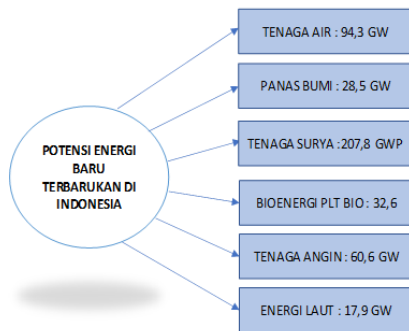 POTENSI ENERGI
BARU
TERBARUKAN DI
INDONESIA
TENAGA AIR : 94,3 GW
PANAS BUMI : 28,5 GW
TENAGA SURYA :207,8 GWP
BIOENERGI PLT BIO : 32,6
TENAGA ANGIN : 60,6 GW
ENERGI LAUT : 17,9 GW